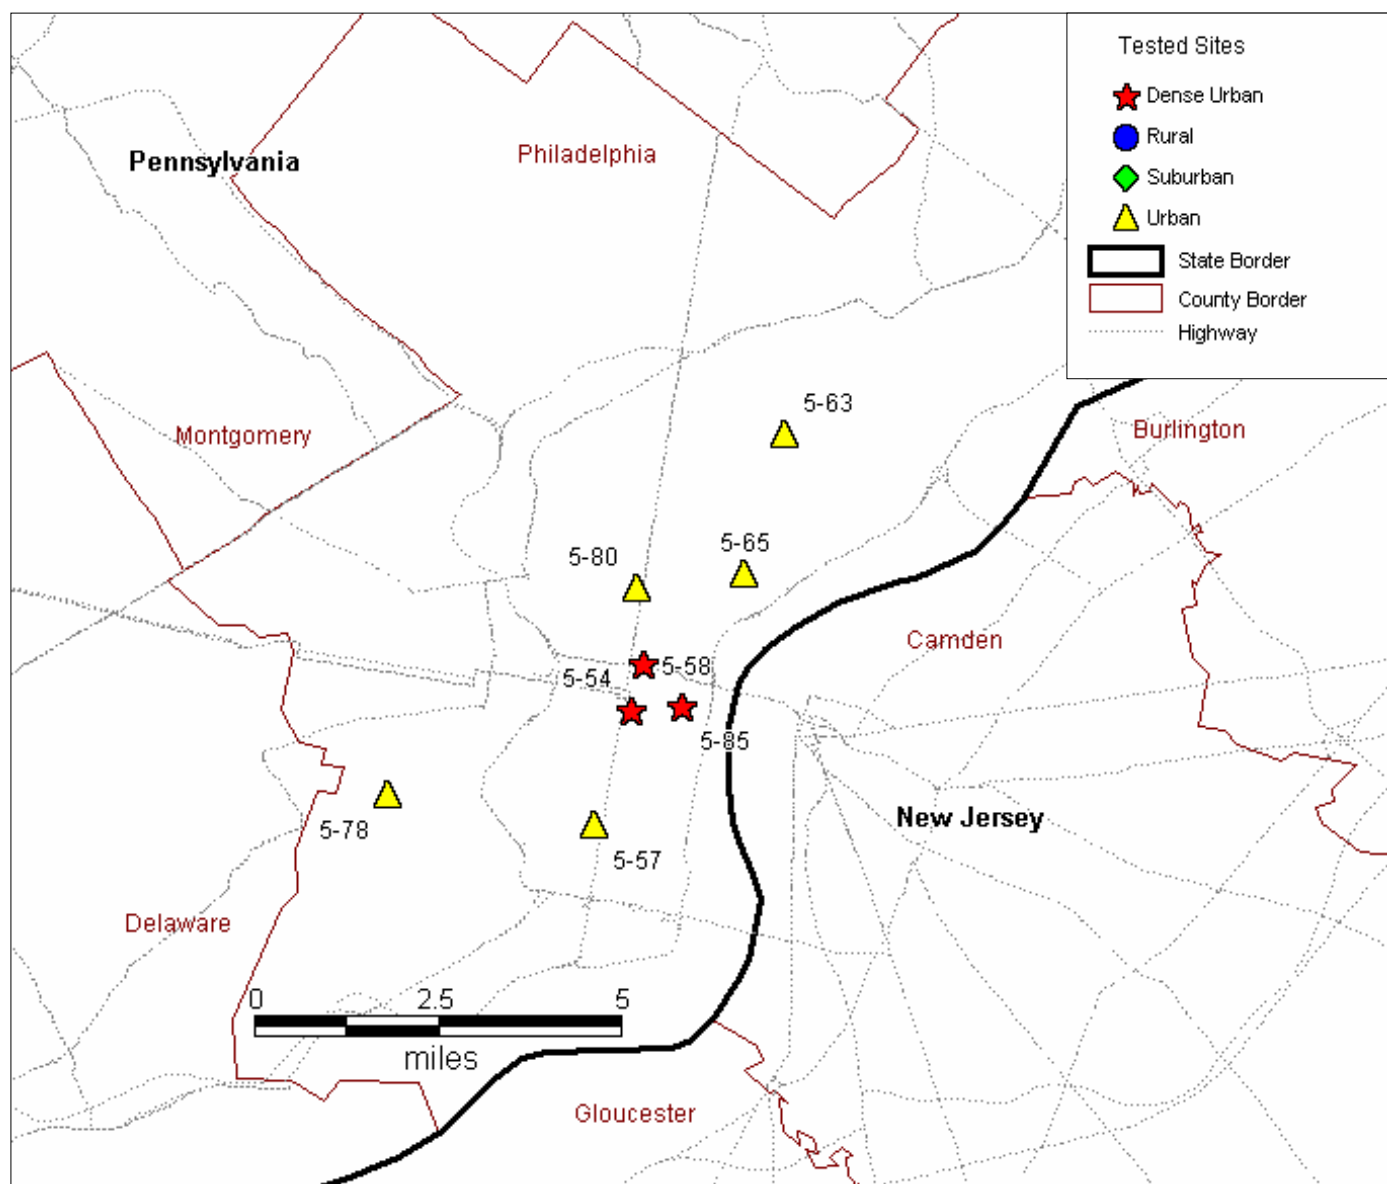 Tested Sites
Dense Urban
Rural
Suburban
Urban
State Border
County Border
Highway
Pennsylvania
Philadelphia
5-63
Montgomery
Burlington
5-65
5-80
Camden
5-58
5-54
5-85
New Jersey
5-78
5-57
Delaware
0 2.5 5
miles
Gloucester